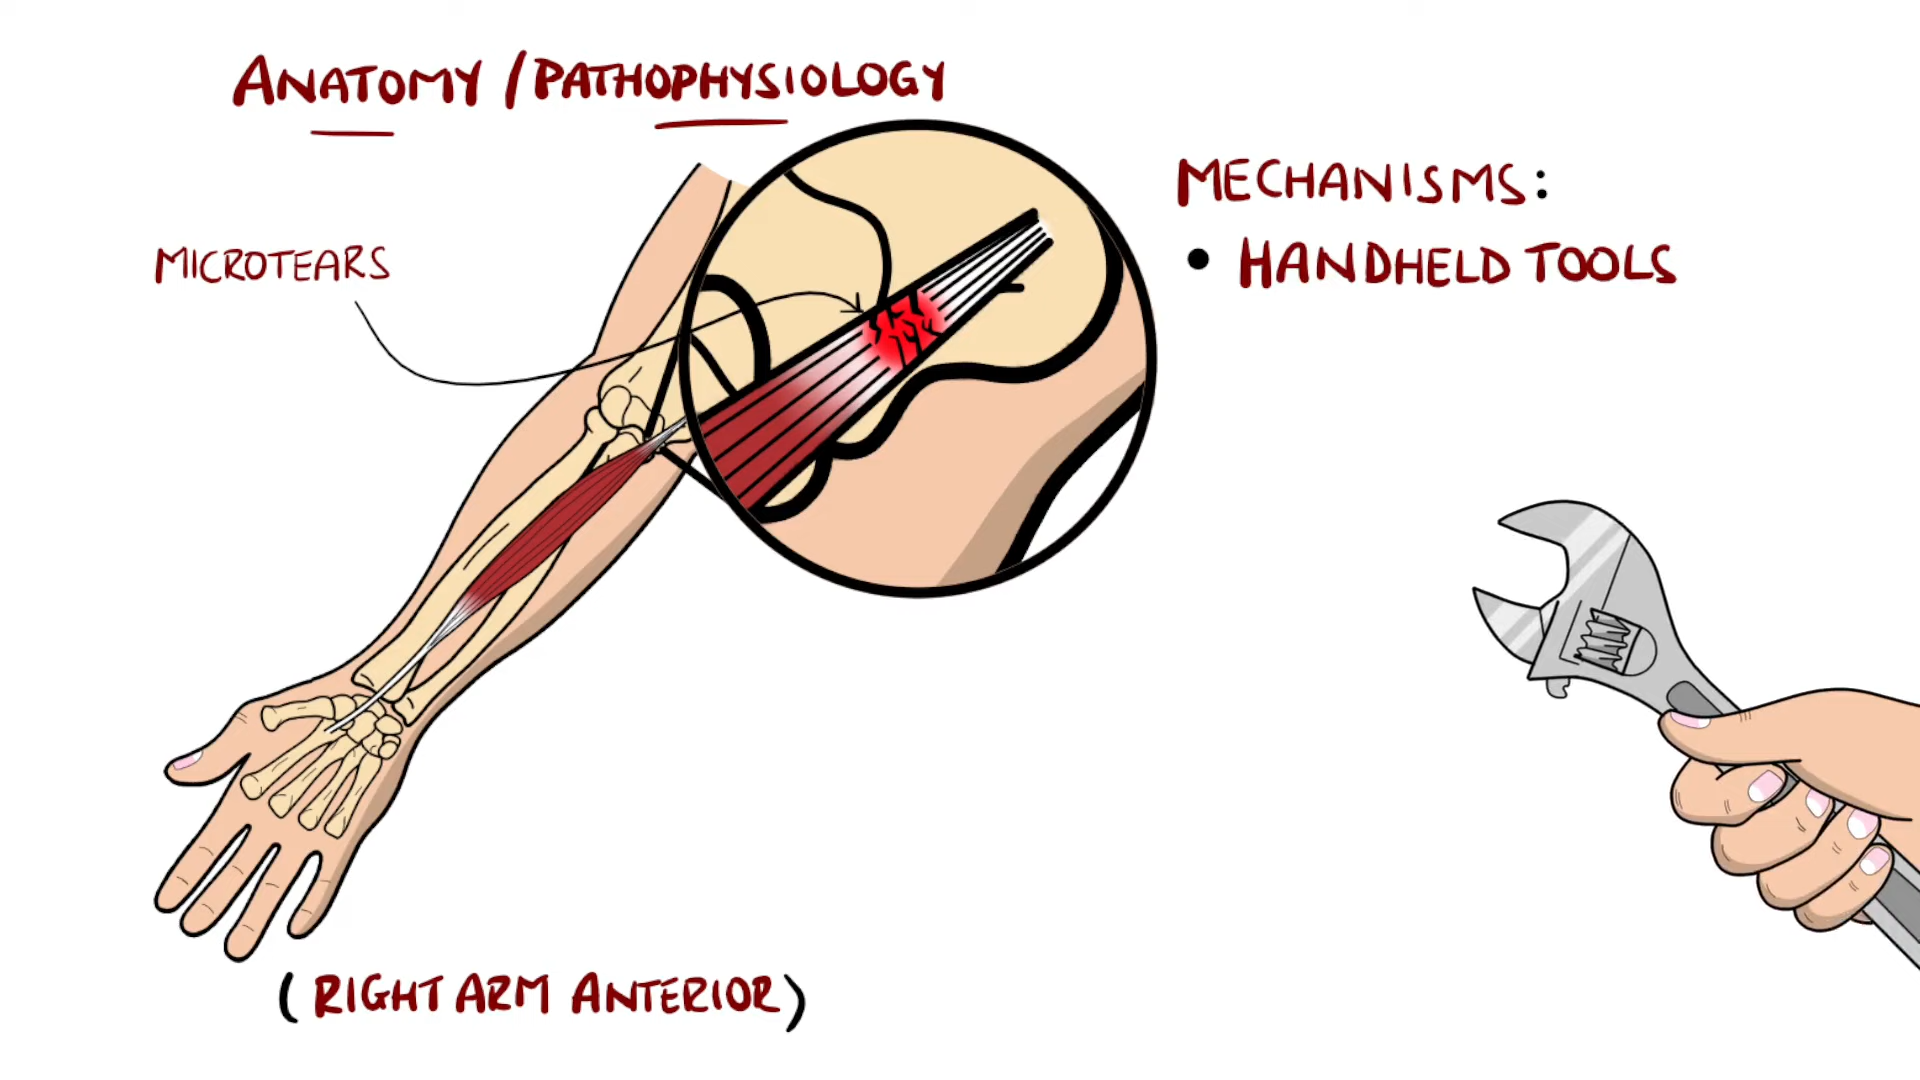 ANATOMY / PATHOPHYSIOLOGY
MICROTEARS
MECHANISMS:
• HANDHELD TOOLS
(RIGHT ARM ANTERIOR)